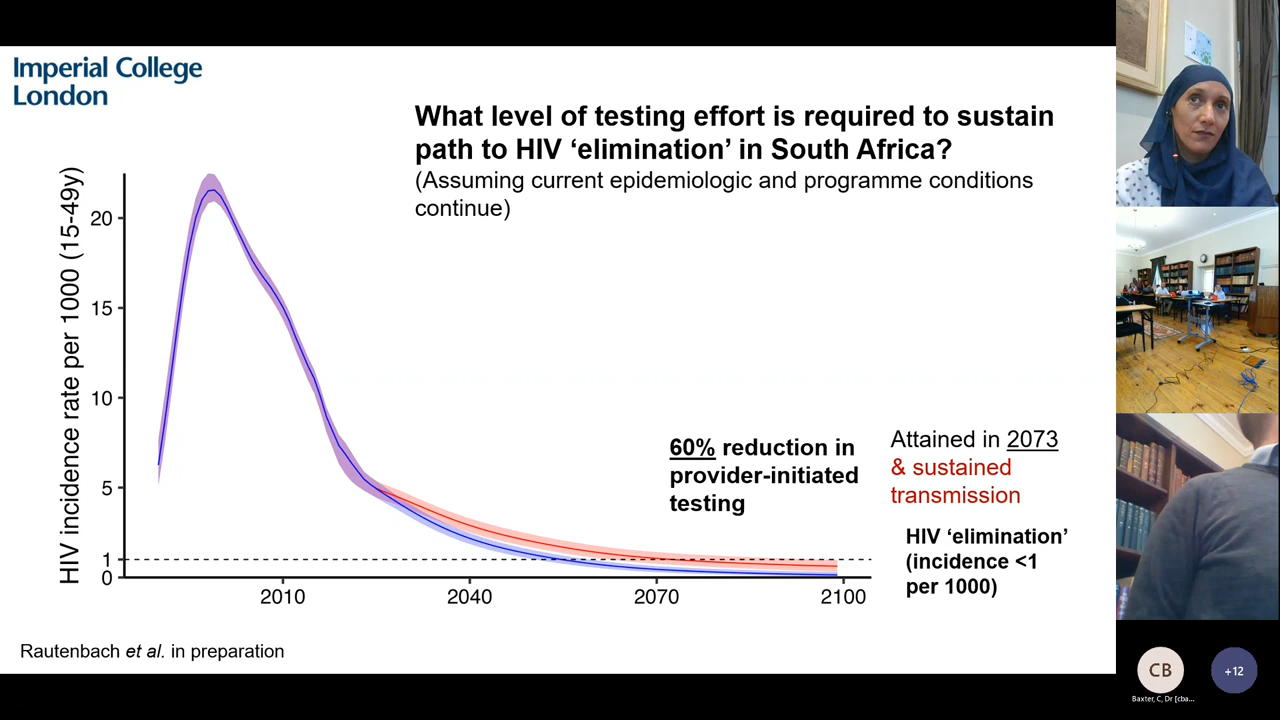 Imperial College
London
What level of testing effort is required to sustain
path to HIV ‘elimination’ in South Africa?
(Assuming current epidemiologic and programme conditions
continue)
HIV incidence rate per 1000 (15-49y)
20
15
10
5
1
0
2010
2040
2070
2100
60% reduction in
provider-initiated
testing
Attained in 2073
& sustained
transmission
HIV ‘elimination’
(incidence <1
per 1000)
Rautenbach et al. in preparation
CB
Baxter, C, Dr [cba...
+12